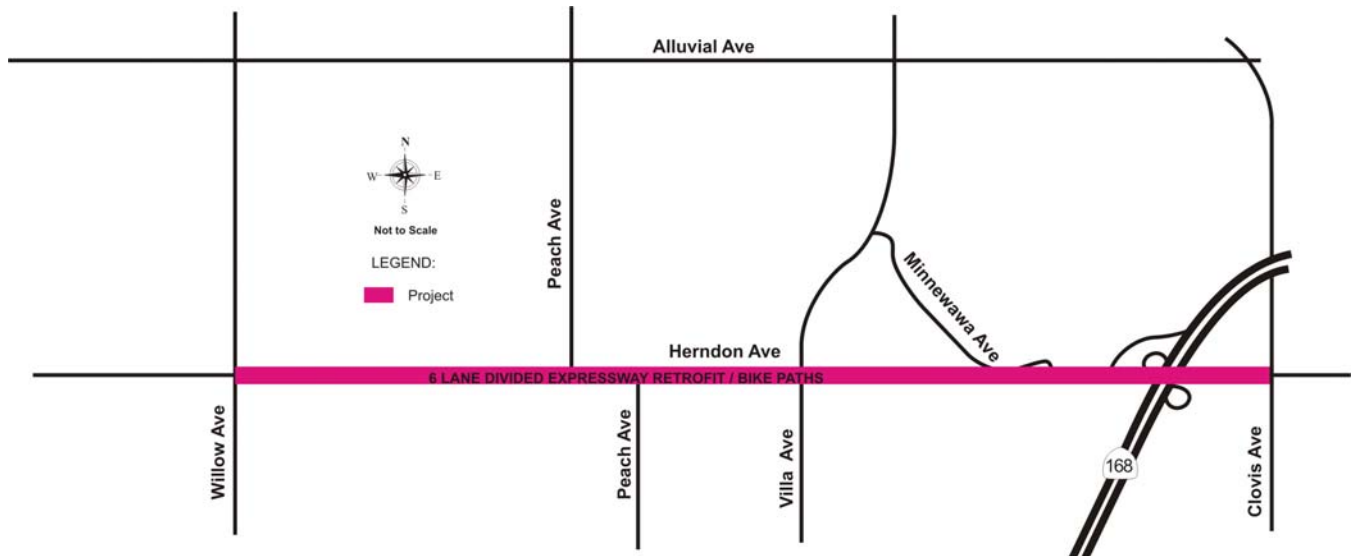 Alluvial Ave
N
W
E
S
Not to Scale
LEGEND:
Project
Peach Ave
Minnewawa Ave
Herndon Ave
6 LANE DIVIDED EXPRESSWAY RETROFIT / BIKE PATHS
Willow Ave
Peach Ave
Villa Ave
168
Clovis Ave